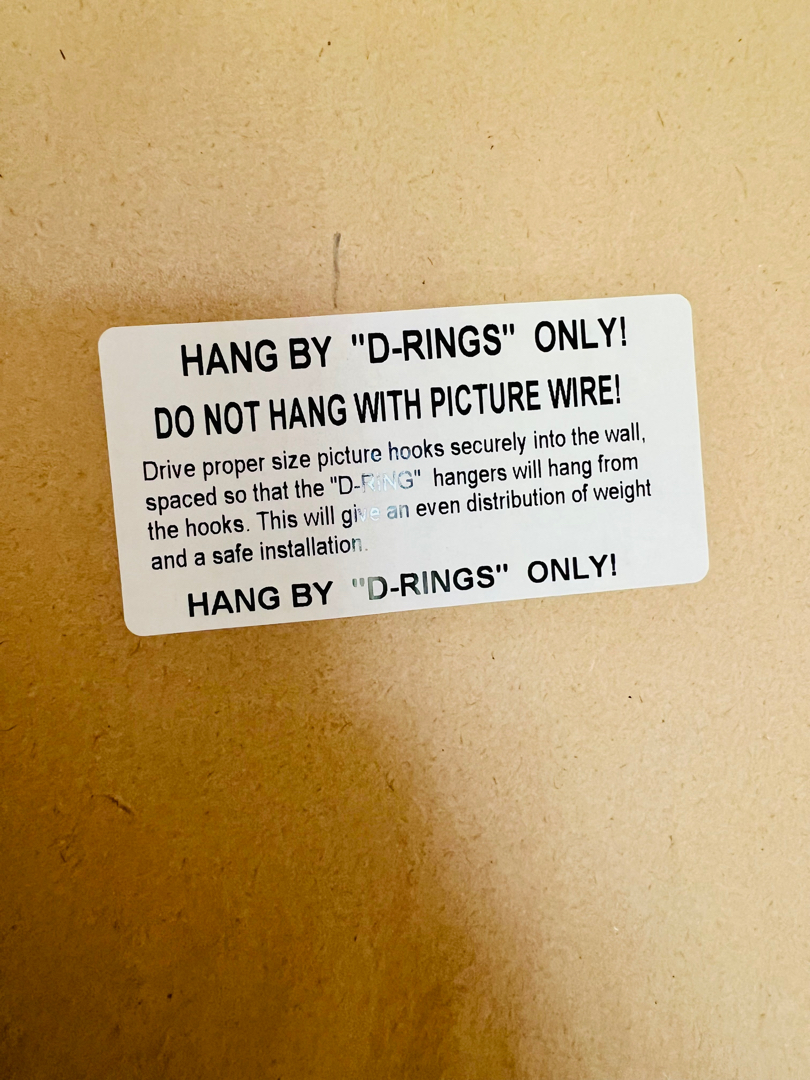 HANG BY "D-RINGS" ONLY!
DO NOT HANG WITH PICTURE WIRE!
Drive proper size picture hooks securely into the wall,
spaced so that the "D-RING" hangers will hang from
the hooks. This will give an even distribution of weight
and a safe installation.
HANG BY "D-RINGS" ONLY!